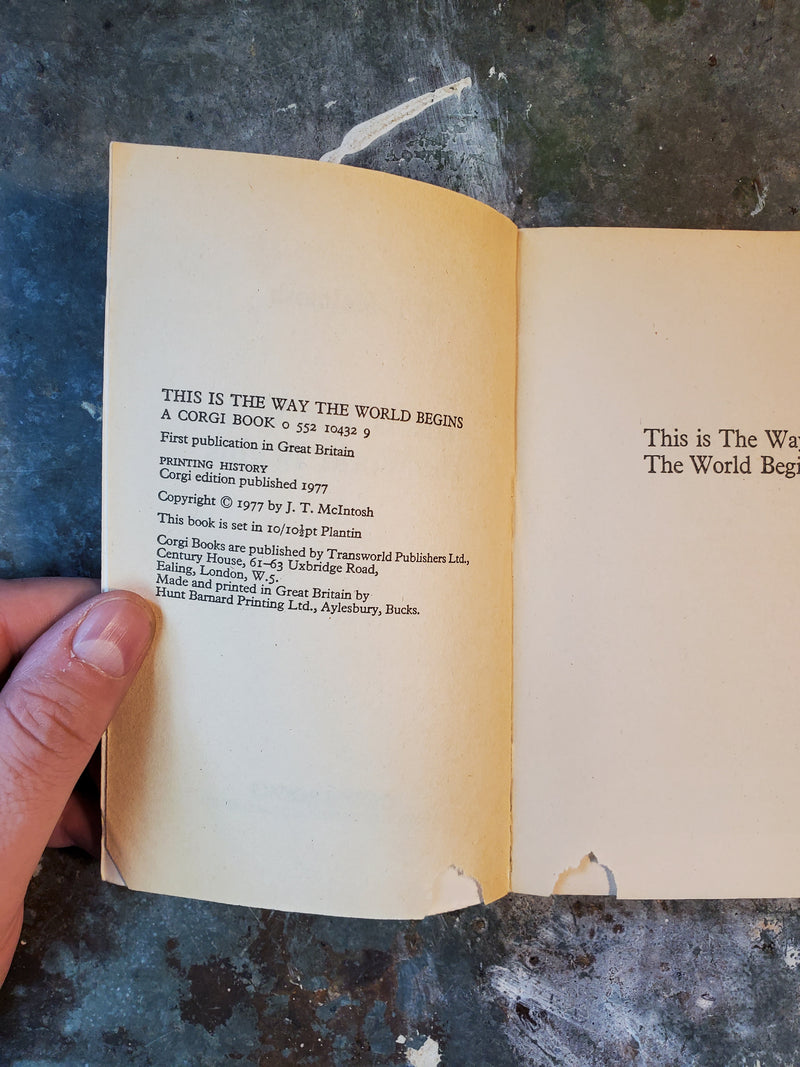 THIS IS THE WAY THE WORLD BEGINS
A CORGI BOOK 0 552 10432 9
First publication in Great Britain
PRINTING HISTORY
Corgi edition published 1977
Copyright © 1977 by J. T. McIntosh
This book is set in 10/10½pt Plantin
Corgi Books are published by Transworld Publishers Ltd.,
Century House, 61–63 Uxbridge Road,
Ealing, London, W.5.
Made and printed in Great Britain by
Hunt Barnard Printing Ltd., Aylesbury, Bucks.
This is The Way
The World Begi